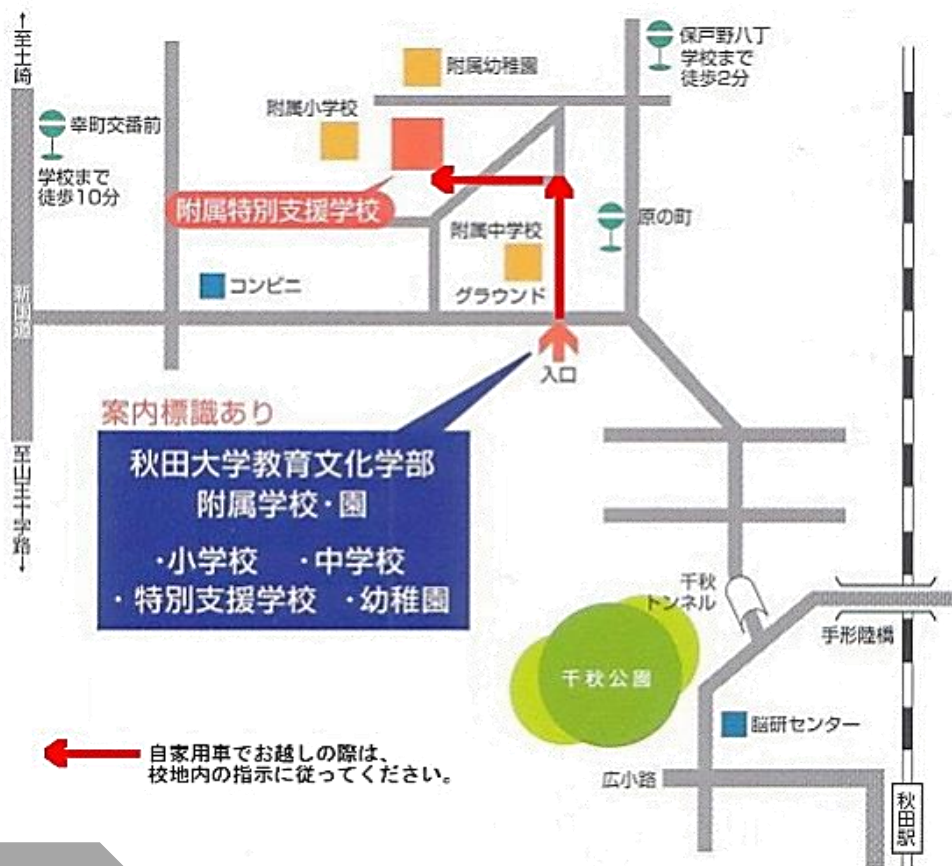 ↑至土崎
保戸野八丁
学校まで
徒歩2分
附属幼稚園
附属小学校
幸町交番前
学校まで
徒歩10分
附属特別支援学校
原の町
附属中学校
コンビニ
グラウンド
新国道
入口
案内標識あり
秋田大学教育文化学部
附属学校・園
・小学校 ・中学校
・特別支援学校 ・幼稚園
至山王十字路↓
千秋
トンネル
手形陸橋
千秋公園
脳研センター
自家用車でお越しの際は、
校地内の指示に従ってください。
広小路
秋田駅